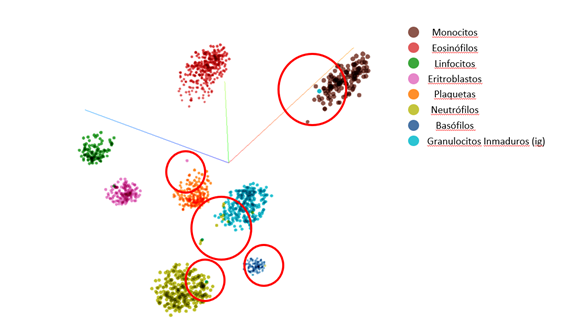 Monocitos
Eosinófilos
Linfocitos
Eritroblastos
Plaquetas
Neutrófilos
Basófilos
Granulocitos Inmaduros (ig)